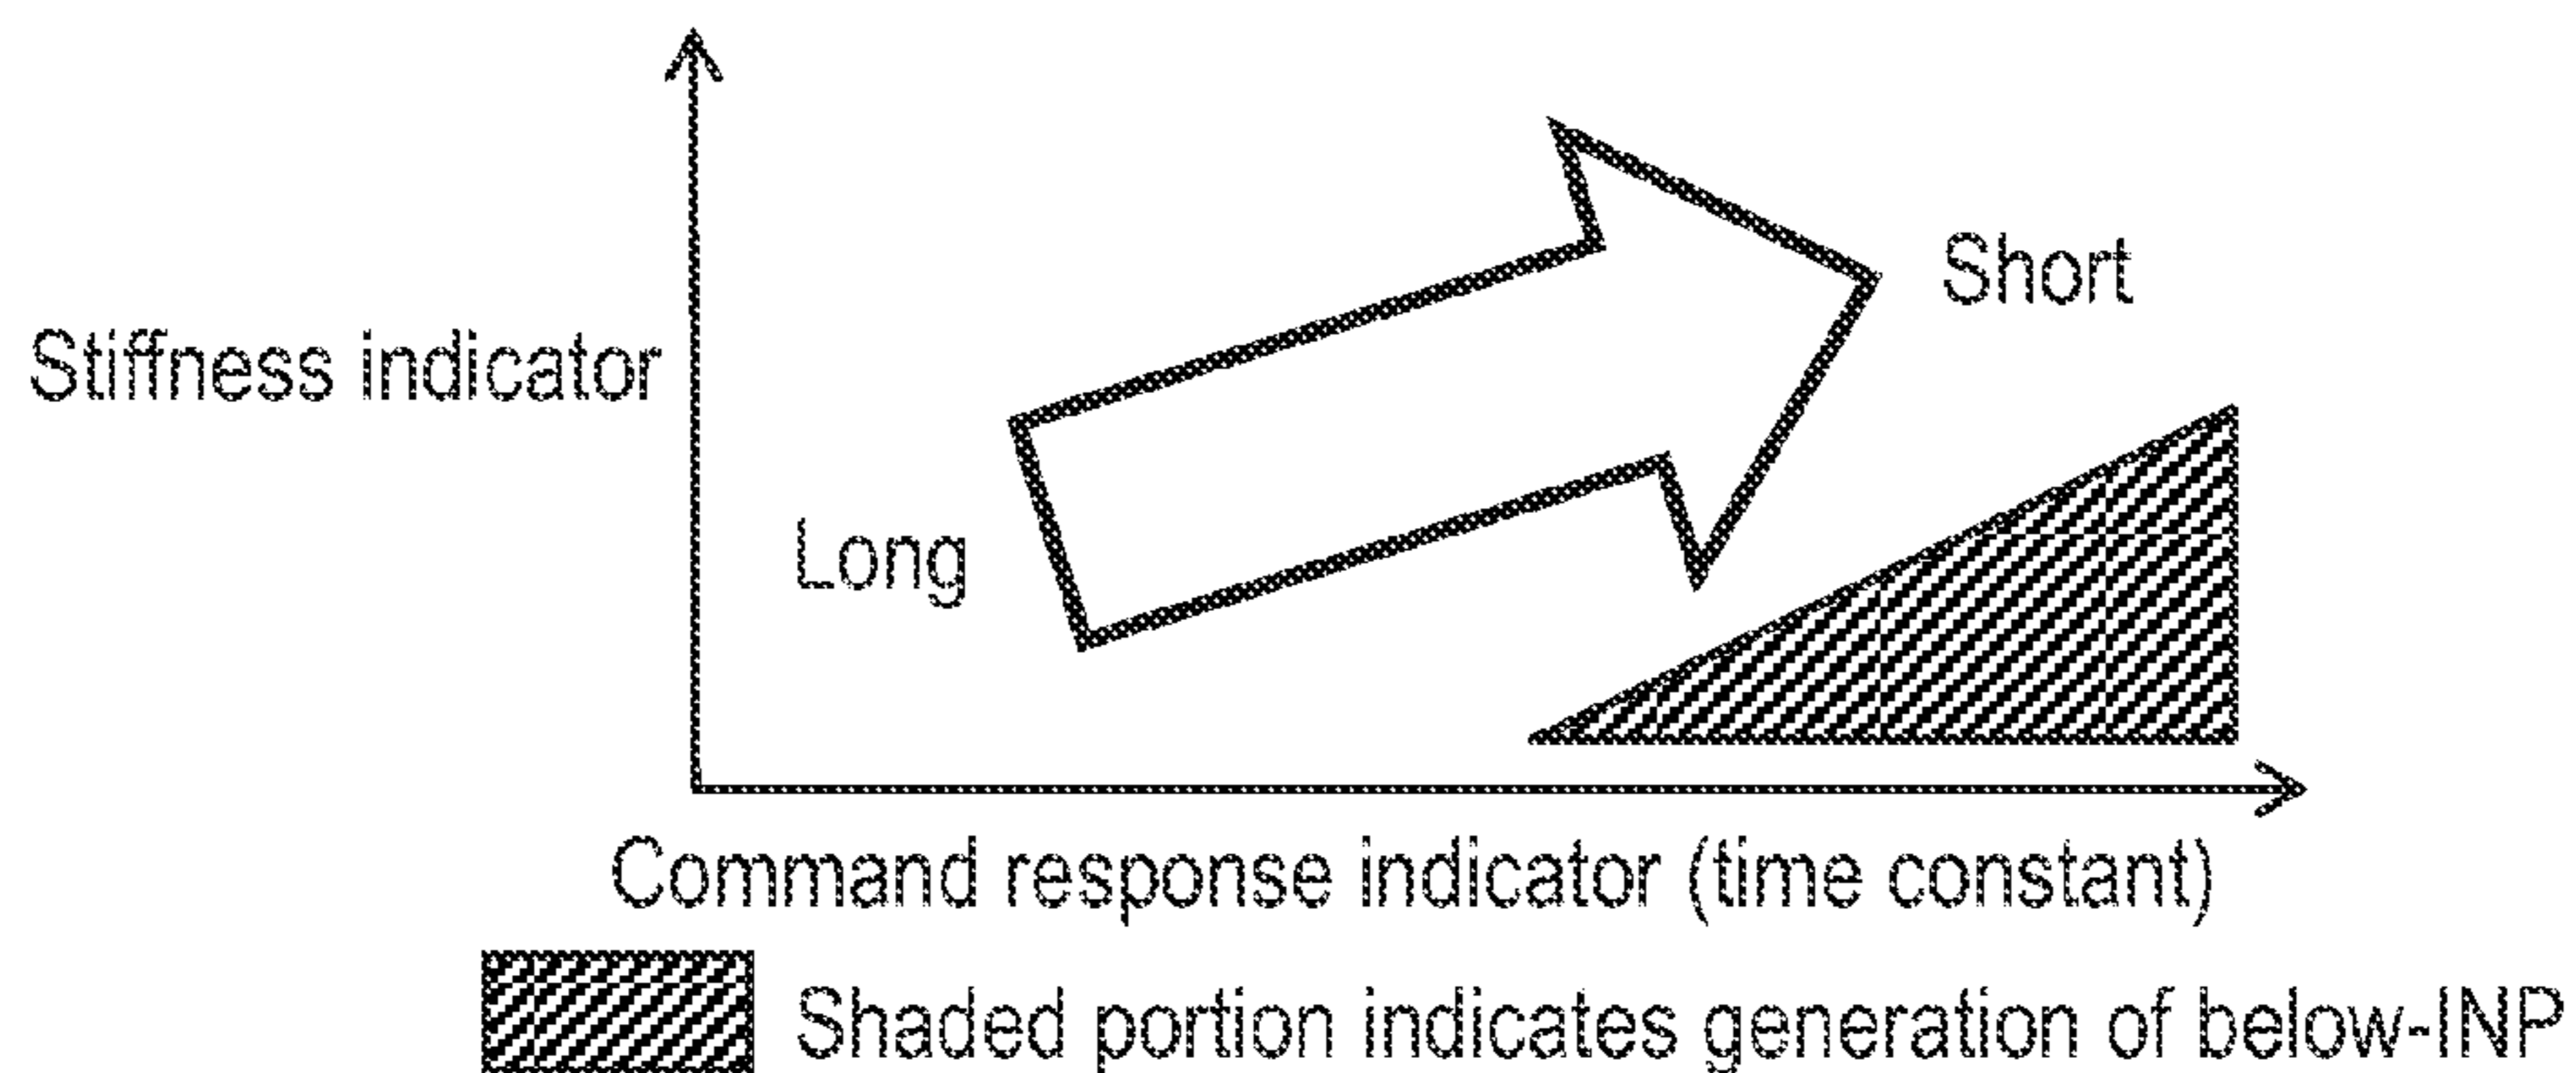 Short
Stiffness indicator
Long
Command response indicator (time constant)
Shaded portion indicates generation of below-INP